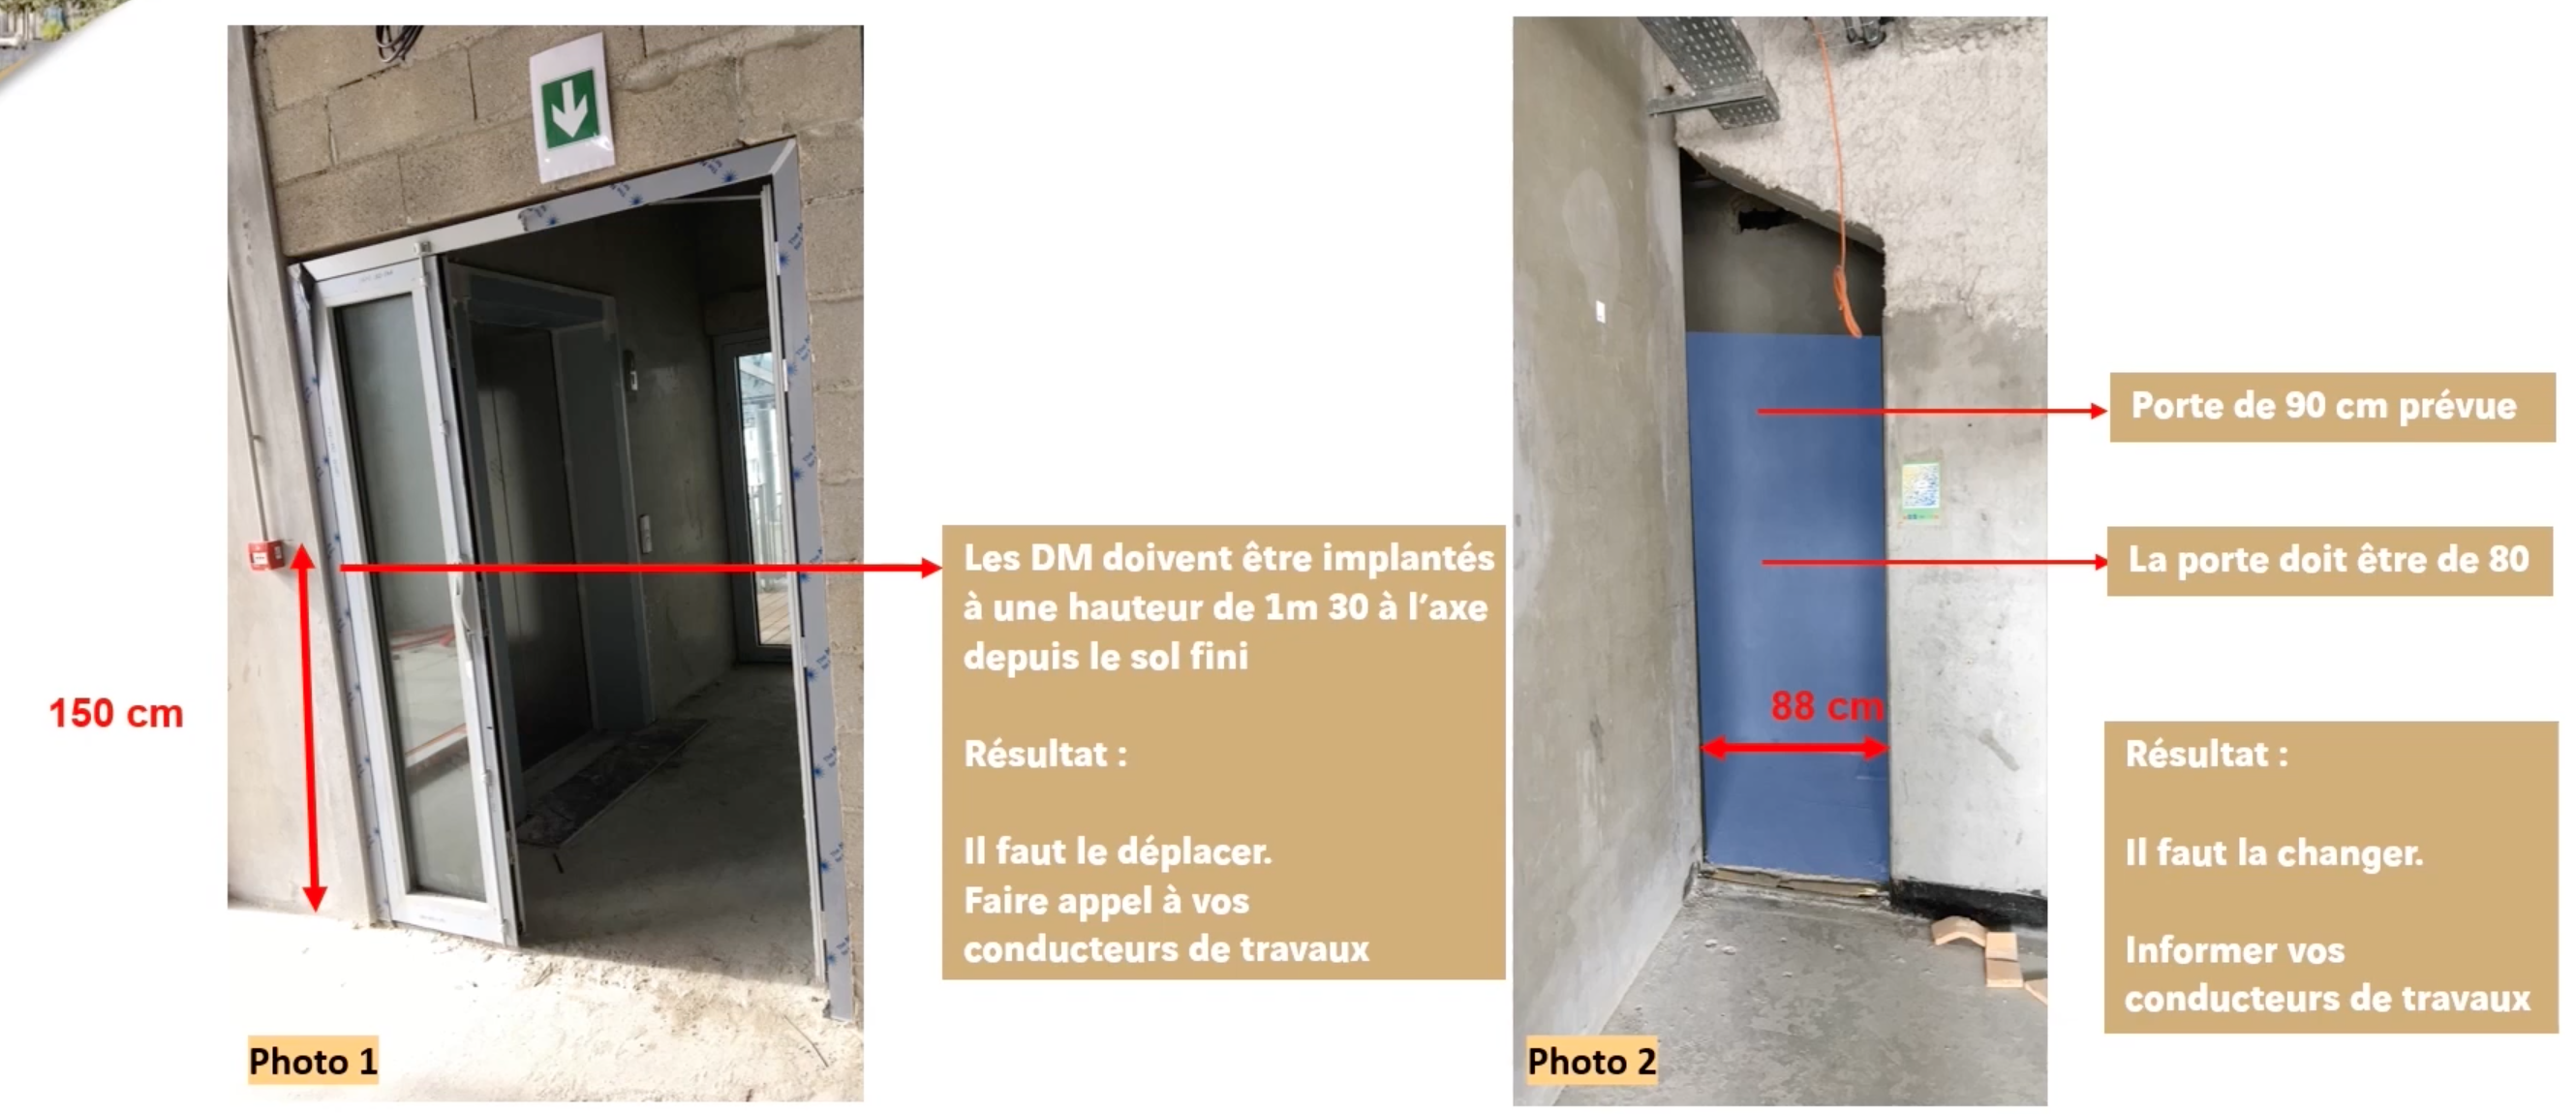 150 cm
Photo 1
Les DM doivent être implantés
à une hauteur de 1m 30 à l’axe
depuis le sol fini
Résultat :
Il faut le déplacer.
Faire appel à vos
conducteurs de travaux
88 cm
Photo 2
Porte de 90 cm prévue
La porte doit être de 80
Résultat :
Il faut la changer.
Informer vos
conducteurs de travaux